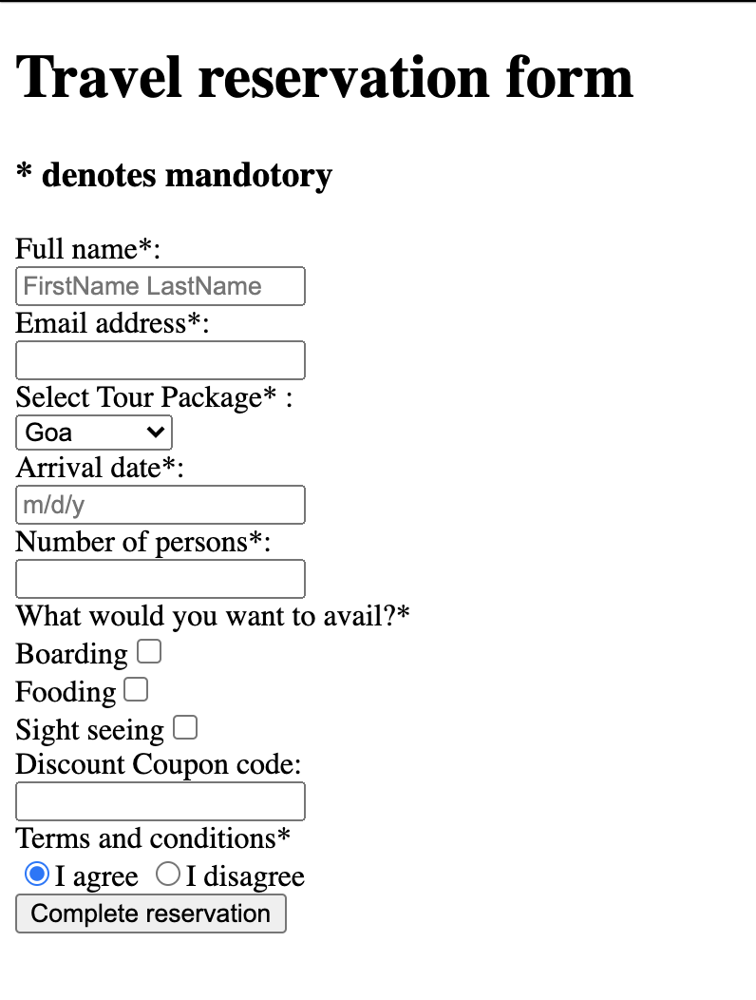 Travel reservation form
* denotes mandotory
Full name*:
FirstName LastName
Email address*:
Select Tour Package* :
Goa
Arrival date*:
m/d/y
Number of persons*:
What would you want to avail?*
Boarding
Fooding
Sight seeing
Discount Coupon code:
Terms and conditions*
I agree I disagree
Complete reservation